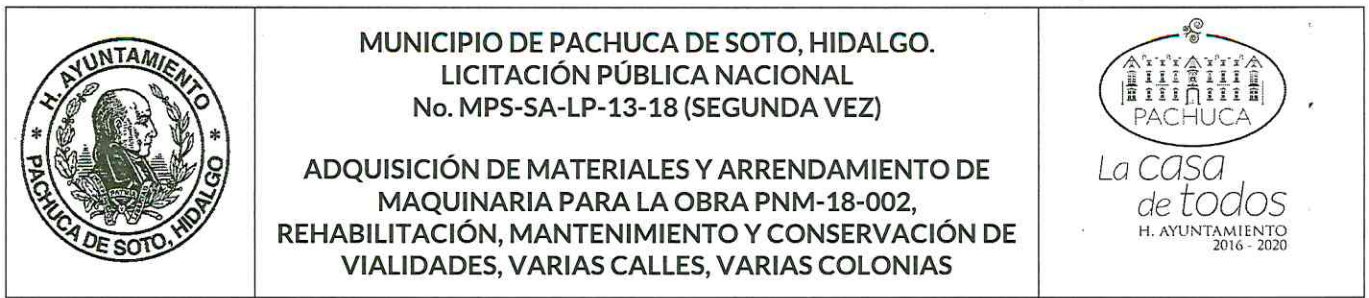 H. AYUNTAMIENTO
* PACHUCA DE SOTO, HIDALGO *
PATRIA
MUNICIPIO DE PACHUCA DE SOTO, HIDALGO.
LICITACIÓN PÚBLICA NACIONAL
No. MPS-SA-LP-13-18 (SEGUNDA VEZ)
ADQUISICIÓN DE MATERIALES Y ARRENDAMIENTO DE
MAQUINARIA PARA LA OBRA PNM-18-002,
REHABILITACIÓN, MANTENIMIENTO Y CONSERVACIÓN DE
VIALIDADES, VARIAS CALLES, VARIAS COLONIAS
PACHUCA
La casa
de todos
H. AYUNTAMIENTO
2016 - 2020